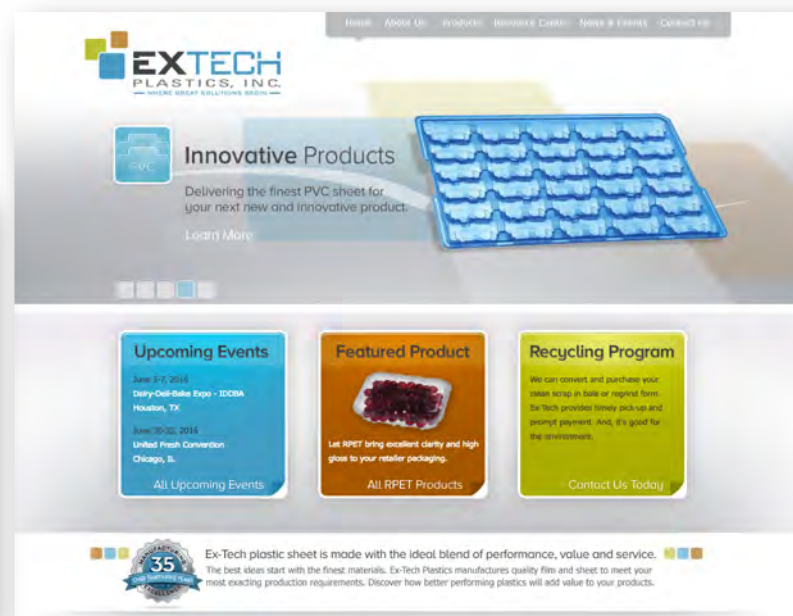 Home About Us Products Resource Center News & Events Contact Us
EXTECH
PLASTICS, INC.
WHERE GREAT SOLUTIONS BEGIN
PVC
Innovative Products
Delivering the finest PVC sheet for
your next new and innovative product.
Learn More
Upcoming Events
June 5-7, 2016
Dairy-Deli-Bake Expo - IDDBA
Houston, TX
June 20-22, 2016
United Fresh Convention
Chicago, IL
All Upcoming Events
Featured Product
Let RPET bring excellent clarity and high
gloss to your retailer packaging.
All RPET Products
Recycling Program
We can convert and purchase your
clean scrap in bale or regrind form.
Ex-Tech provides timely pick-up and
prompt payment. And, it's good for
the environment.
Contact Us Today
MANUFACTURING
35
EXCELLENCE
Ex-Tech plastic sheet is made with the ideal blend of performance, value and service.
The best ideas start with the finest materials. Ex-Tech Plastics manufactures quality film and sheet to meet your
most exacting production requirements. Discover how better performing plastics will add value to your products.